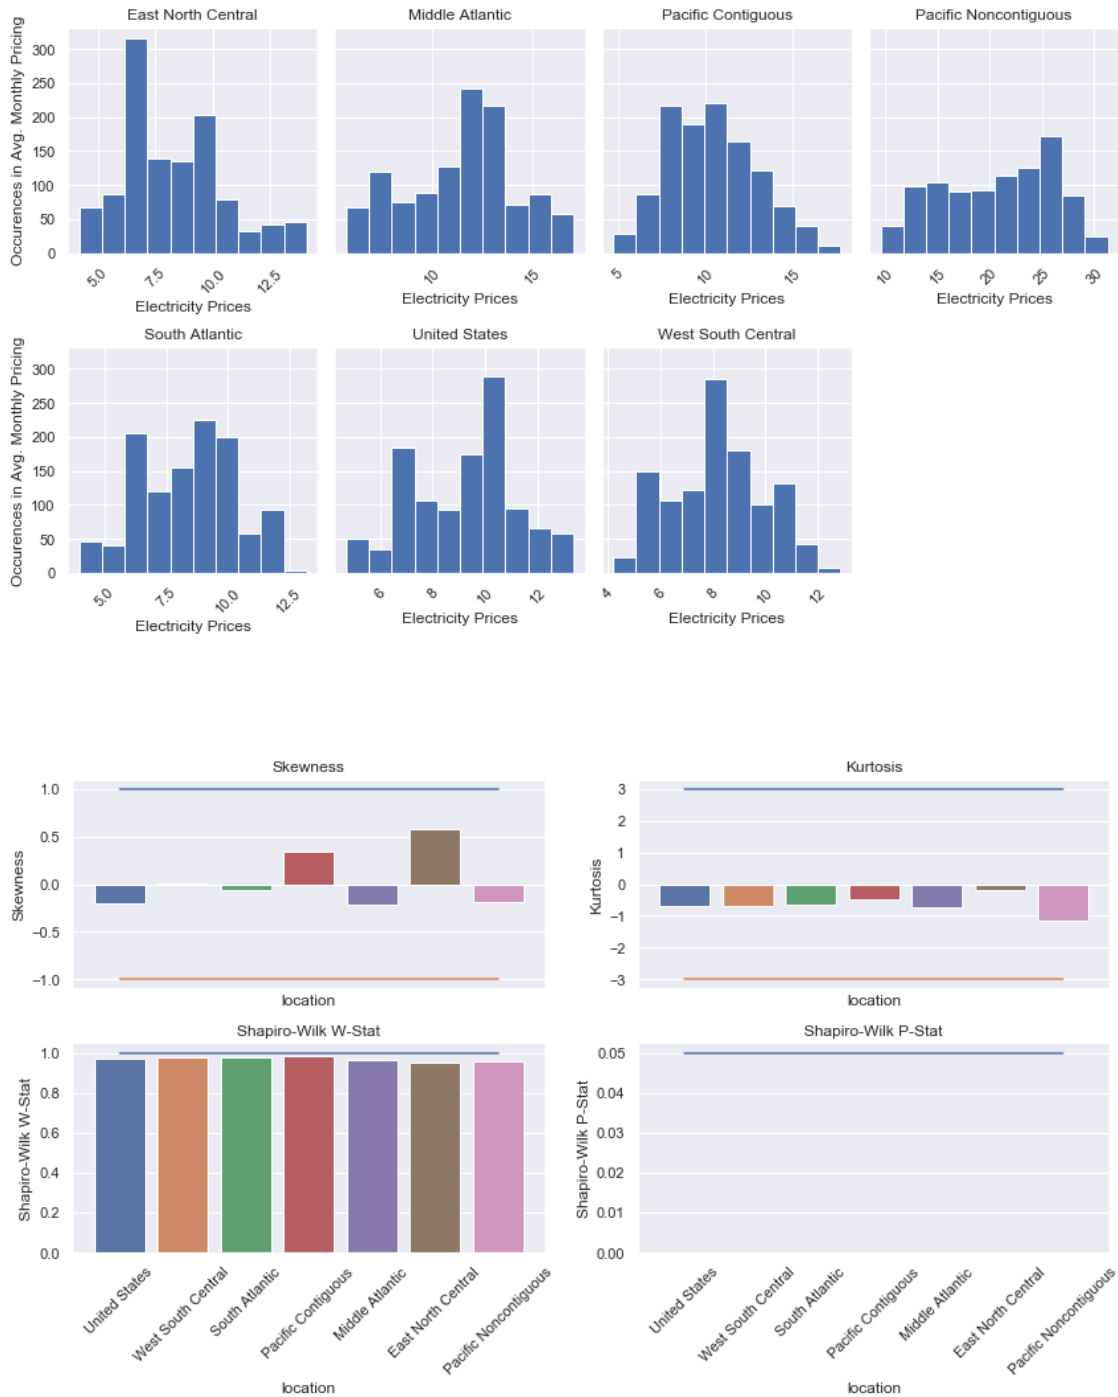 East North Central
Middle Atlantic
Pacific Contiguous
Pacific Noncontiguous
Occurences in Avg. Monthly Pricing
300
250
200
150
100
50
0
5.0 7.5 10.0 12.5
10 15
5 10 15
10 15 20 25 30
Electricity Prices
Electricity Prices
Electricity Prices
Electricity Prices
South Atlantic
United States
West South Central
Occurences in Avg. Monthly Pricing
300
250
200
150
100
50
0
5.0 7.5 10.0 12.5
6 8 10 12
4 6 8 10 12
Electricity Prices
Electricity Prices
Electricity Prices
Skewness
Skewness
1.0
0.5
0.0
−0.5
−1.0
location
Kurtosis
Kurtosis
3
2
1
0
−1
−2
−3
location
Shapiro-Wilk W-Stat
Shapiro-Wilk W-Stat
1.0
0.8
0.6
0.4
0.2
0.0
United States
West South Central
South Atlantic
Pacific Contiguous
Middle Atlantic
East North Central
Pacific Noncontiguous
location
Shapiro-Wilk P-Stat
Shapiro-Wilk P-Stat
0.05
0.04
0.03
0.02
0.01
0.00
United States
West South Central
South Atlantic
Pacific Contiguous
Middle Atlantic
East North Central
Pacific Noncontiguous
location